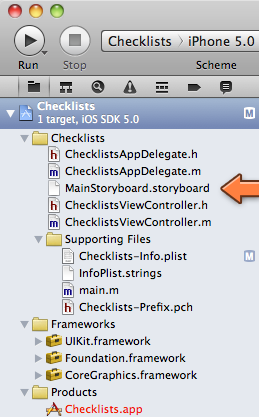 Checklists
iPhone 5.0
Run
Stop
Scheme
Checklists
M
1 target, iOS SDK 5.0
Checklists
h ChecklistsAppDelegate.h
m ChecklistsAppDelegate.m
MainStoryboard.storyboard
h ChecklistsViewController.h
m ChecklistsViewController.m
Supporting Files
Checklists-Info.plist
M
InfoPlist.strings
m main.m
h Checklists-Prefix.pch
Frameworks
UIKit.framework
Foundation.framework
CoreGraphics.framework
Products
Checklists.app